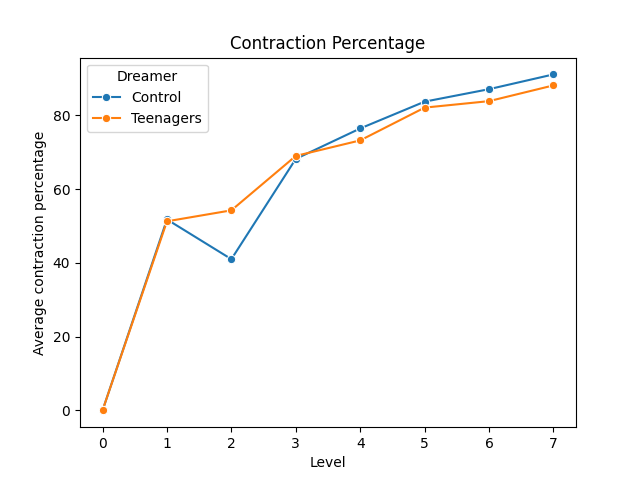 Contraction Percentage
Dreamer
Control
Teenagers
Average contraction percentage
80
60
40
20
0
0 1 2 3 4 5 6 7
Level